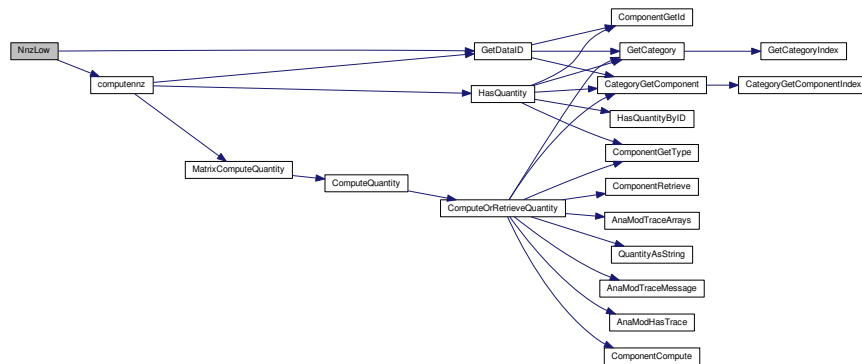 NnzLow
computennz
MatrixComputeQuantity
ComputeQuantity
GetDataID
HasQuantity
ComputeOrRetrieveQuantity
ComponentGetId
GetCategory
CategoryGetComponent
HasQuantityByID
ComponentGetType
ComponentRetrieve
AnaModTraceArrays
QuantityAsString
AnaModTraceMessage
AnaModHasTrace
ComponentCompute
GetCategoryIndex
CategoryGetComponentIndex